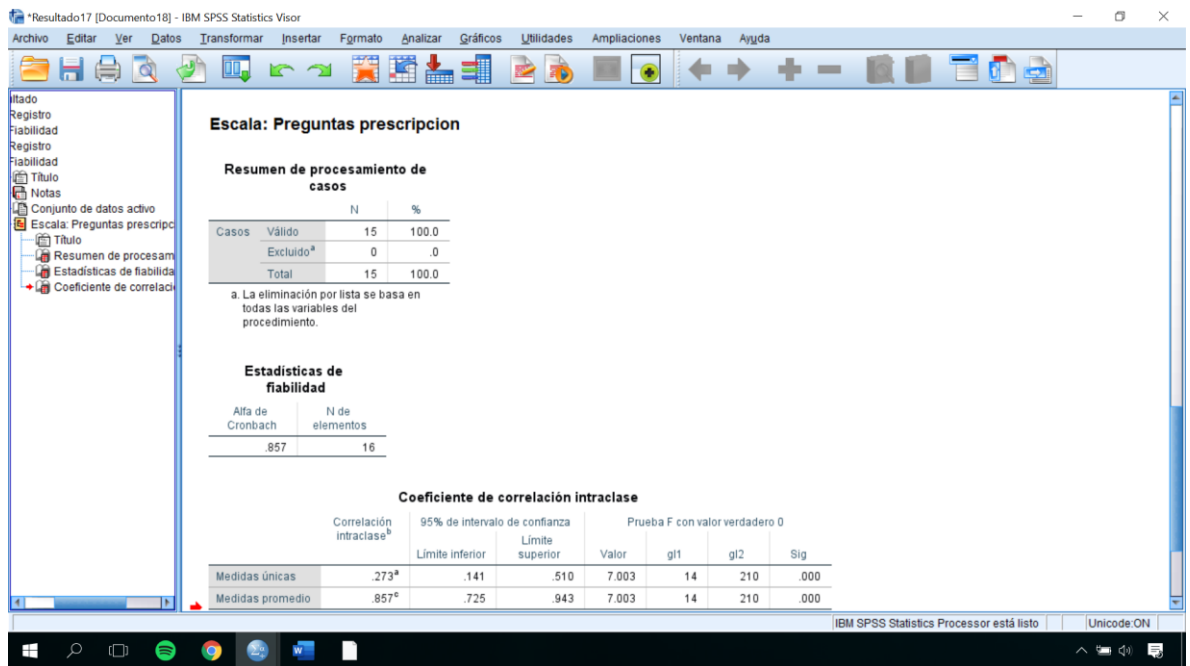 *Resultado17 [Documento18] - IBM SPSS Statistics Visor
Archivo Editar Ver Datos Transformar Insertar Formato Analizar Gráficos Utilidades Ampliaciones Ventana Ayuda
ltado
Registro
Fiabilidad
Registro
Fiabilidad
Título
Notas
Conjunto de datos activo
Escala: Preguntas prescripc
Título
Resumen de procesam
Estadísticas de fiabilida
Coeficiente de correlaci
Escala: Preguntas prescripcion
Resumen de procesamiento de
casos
N %
Casos Válido 15 100.0
Excluidoª 0 .0
Total 15 100.0
a. La eliminación por lista se basa en
todas las variables del
procedimiento.
Estadísticas de
fiabilidad
Alfa de N de
Cronbach elementos
.857 16
Coeficiente de correlación intraclase
Correlación 95% de intervalo de confianza Prueba F con valor verdadero 0
intraclaseᵇ Límite
Límite inferior superior Valor gl1 gl2 Sig
Medidas únicas .273ª .141 .510 7.003 14 210 .000
Medidas promedio .857ᶜ .725 .943 7.003 14 210 .000
IBM SPSS Statistics Processor está listo Unicode:ON